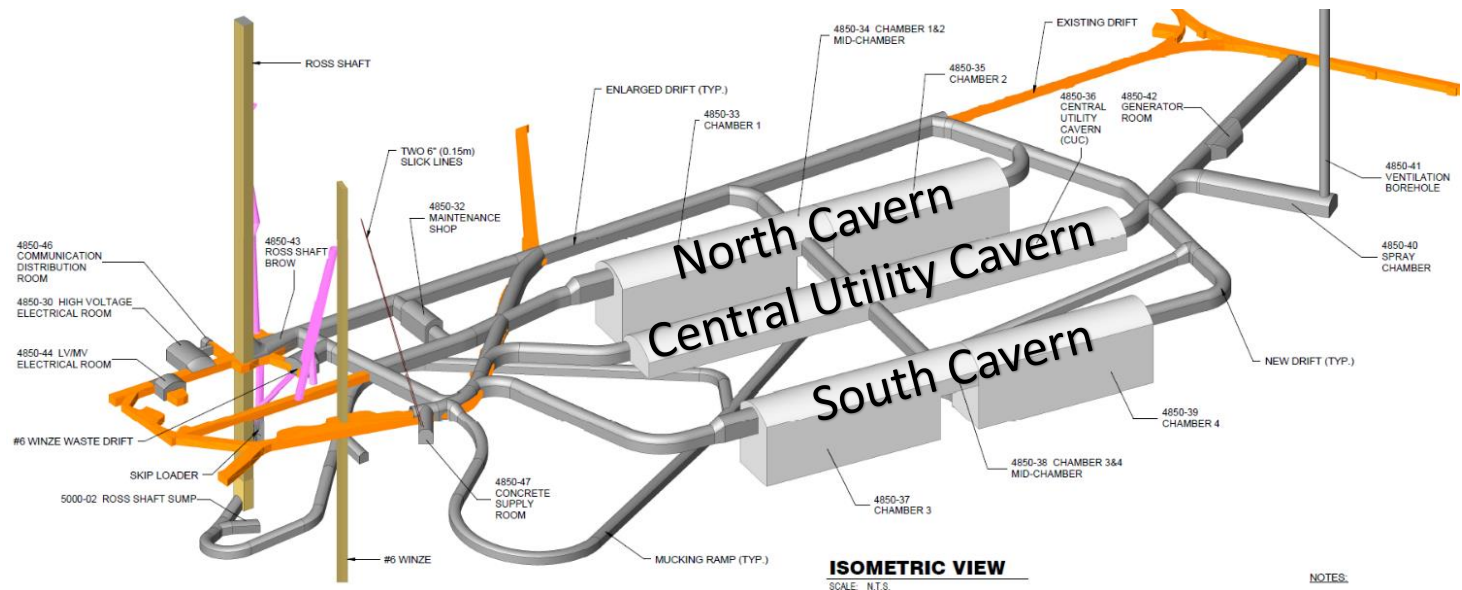 ROSS SHAFT
4850-34 CHAMBER 1&2
MID-CHAMBER
EXISTING DRIFT
4850-35
CHAMBER 2
ENLARGED DRIFT (TYP.)
4850-33
CHAMBER 1
4850-36
CENTRAL
UTILITY
CAVERN
(CUC)
4850-42
GENERATOR
ROOM
TWO 6" (0.15m)
SLICK LINES
4850-41
VENTILATION
BOREHOLE
4850-32
MAINTENANCE
SHOP
4850-46
COMMUNICATION
DISTRIBUTION
ROOM
4850-43
ROSS SHAFT
BROW
4850-30 HIGH VOLTAGE
ELECTRICAL ROOM
4850-44 LV/MV
ELECTRICAL ROOM
North Cavern
Central Utility Cavern
South Cavern
4850-40
SPRAY
CHAMBER
NEW DRIFT (TYP.)
4850-39
CHAMBER 4
#6 WINZE WASTE DRIFT
SKIP LOADER
5000-02 ROSS SHAFT SUMP
4850-47
CONCRETE
SUPPLY
ROOM
4850-38 CHAMBER 3&4
MID-CHAMBER
4850-37
CHAMBER 3
#6 WINZE
MUCKING RAMP (TYP.)
ISOMETRIC VIEW
SCALE: N.T.S.
NOTES: